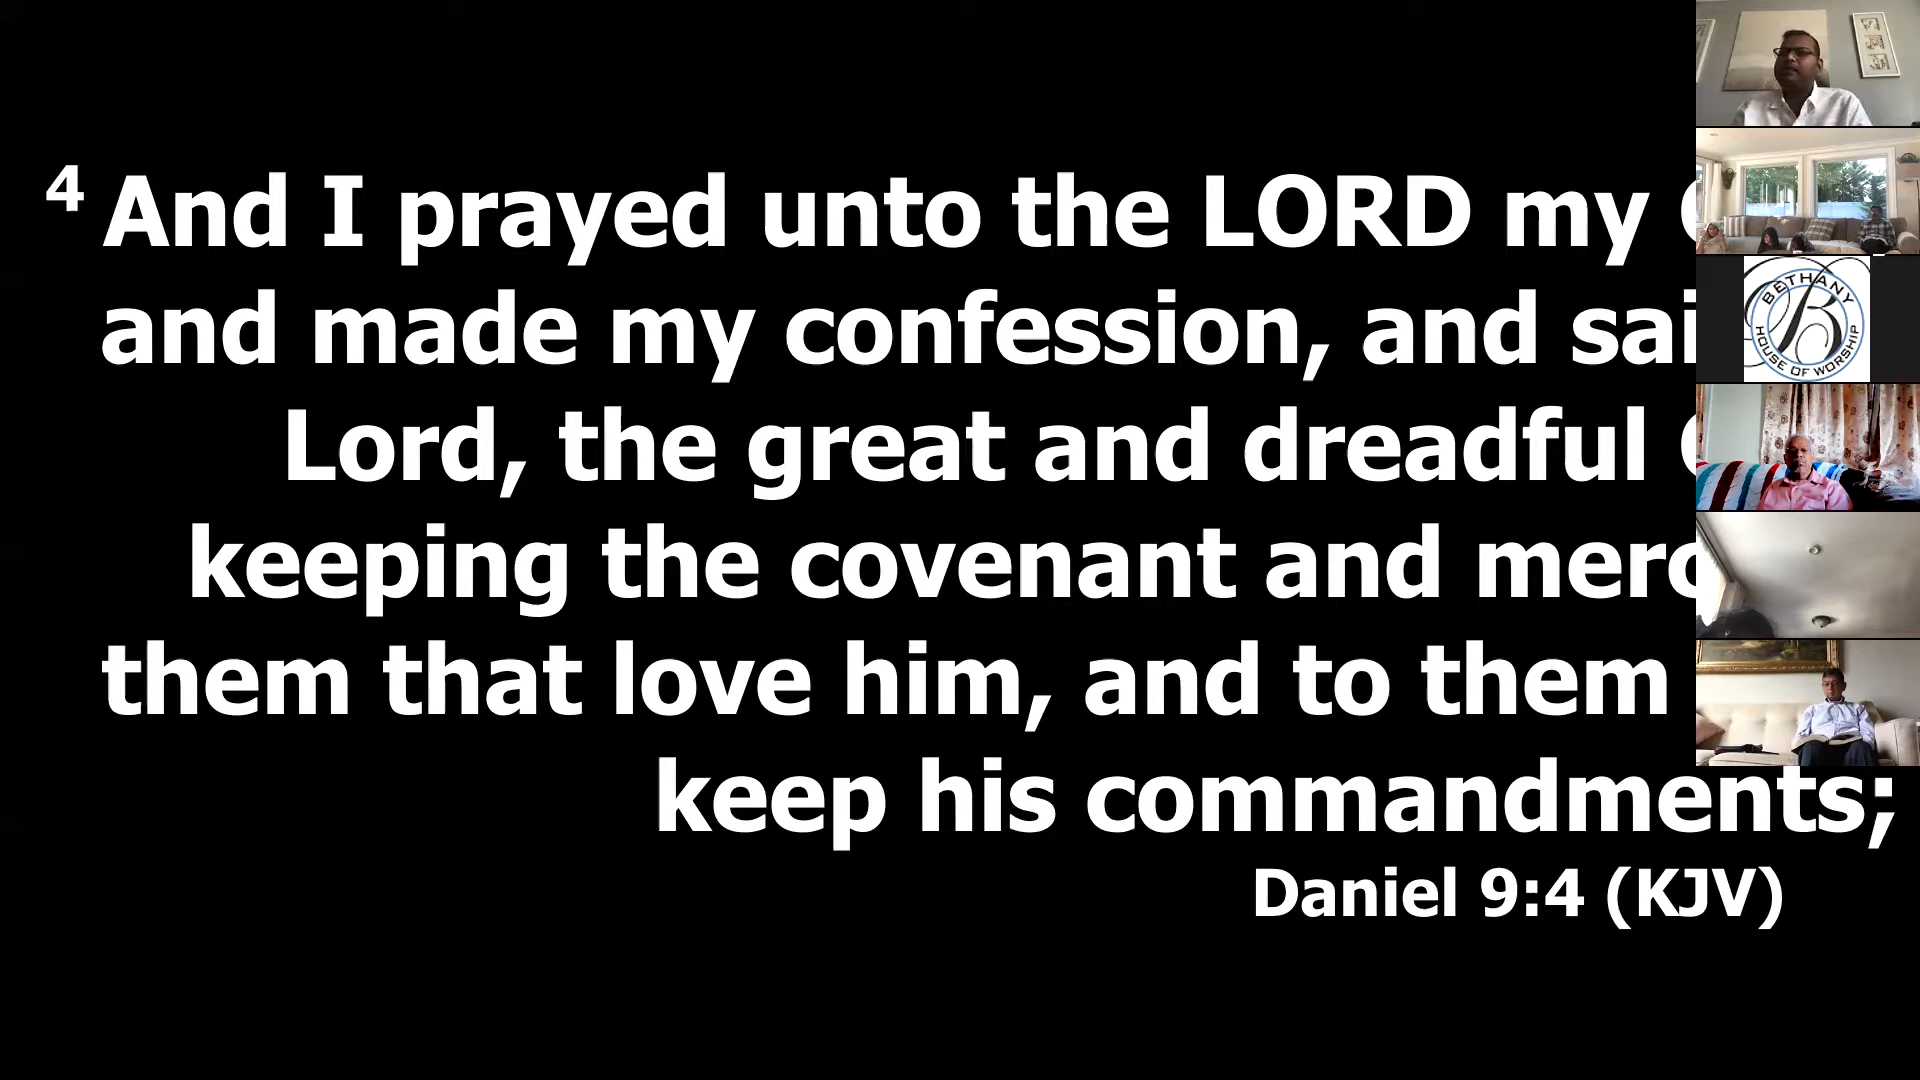 4 And I prayed unto the LORD my
and made my confession, and sai
Lord, the great and dreadful
keeping the covenant and merc
them that love him, and to them
keep his commandments;
Daniel 9:4 (KJV)
BETHANY
B
HOUSE OF WORSHIP